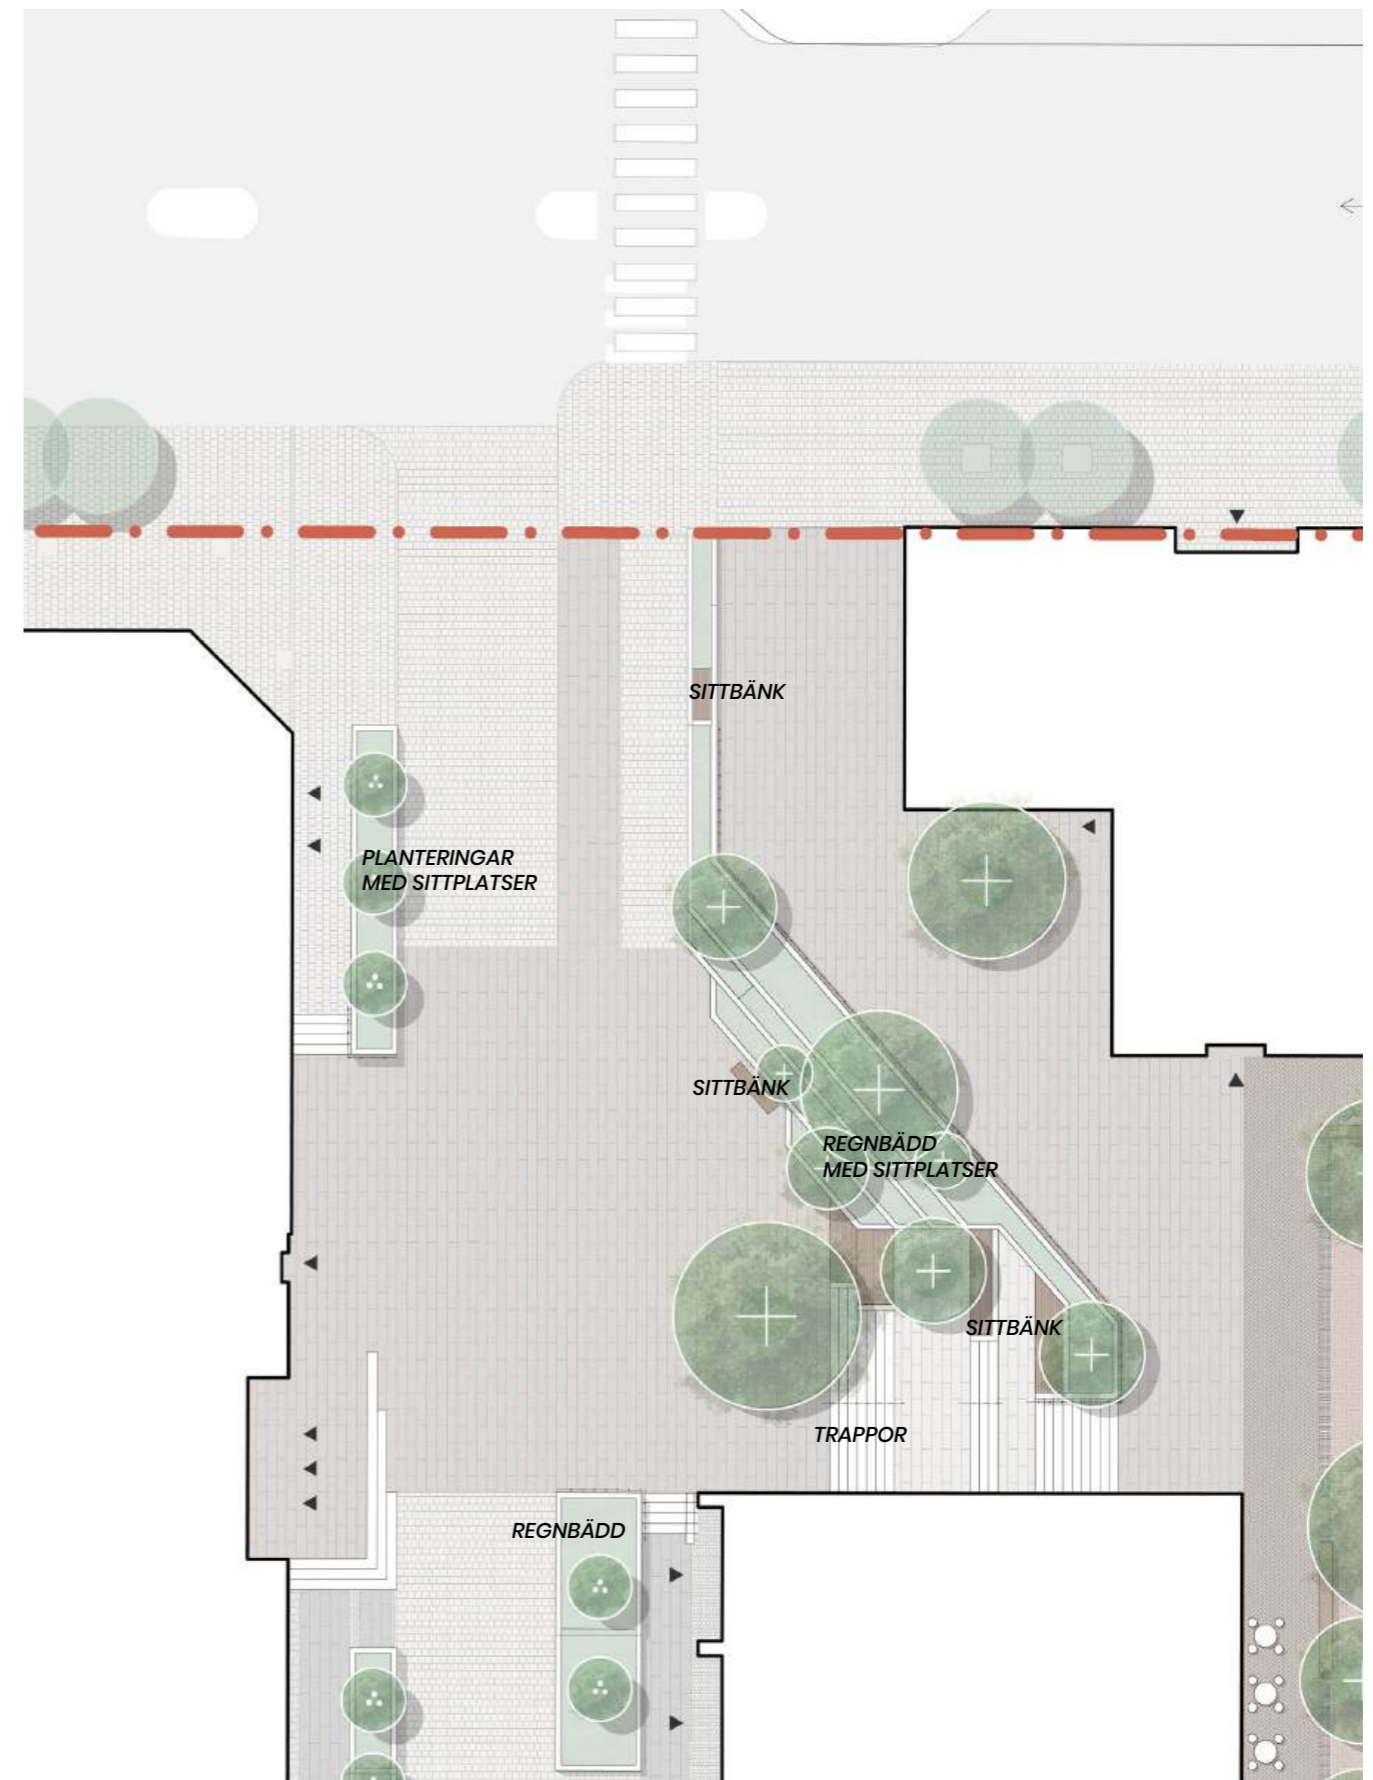 SITTBÄNK
PLANTERINGAR
MED SITTPLATSER
SITTBÄNK
REGNBÄDD
MED SITTPLATSER
SITTBÄNK
TRAPPOR
REGNBÄDD